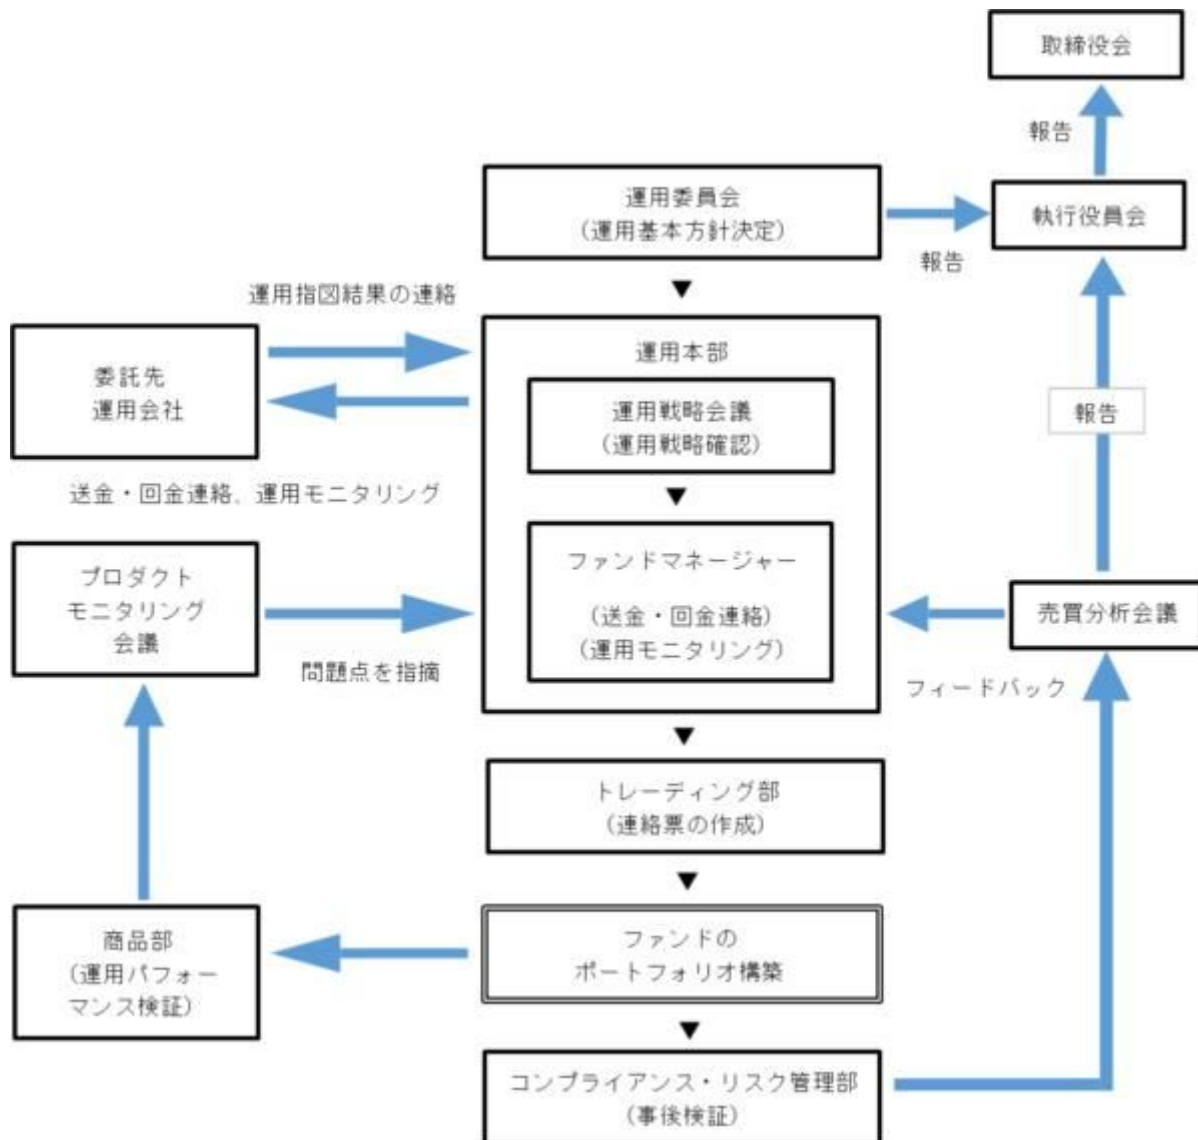 取締役会
報告
運用委員会
(運用基本方針決定)
執行役員会
報告
運用指図結果の連絡
委託先
運用会社
運用本部
運用戦略会議
(運用戦略確認)
報告
送金・回金連絡、運用モニタリング
プロダクト
モニタリング
会議
ファンドマネージャー
(送金・回金連絡)
(運用モニタリング)
売買分析会議
問題点を指摘
フィードバック
トレーディング部
(連絡票の作成)
商品部
(運用パフォー
マンス検証)
ファンドの
ポートフォリオ構築
コンプライアンス・リスク管理部
(事後検証)